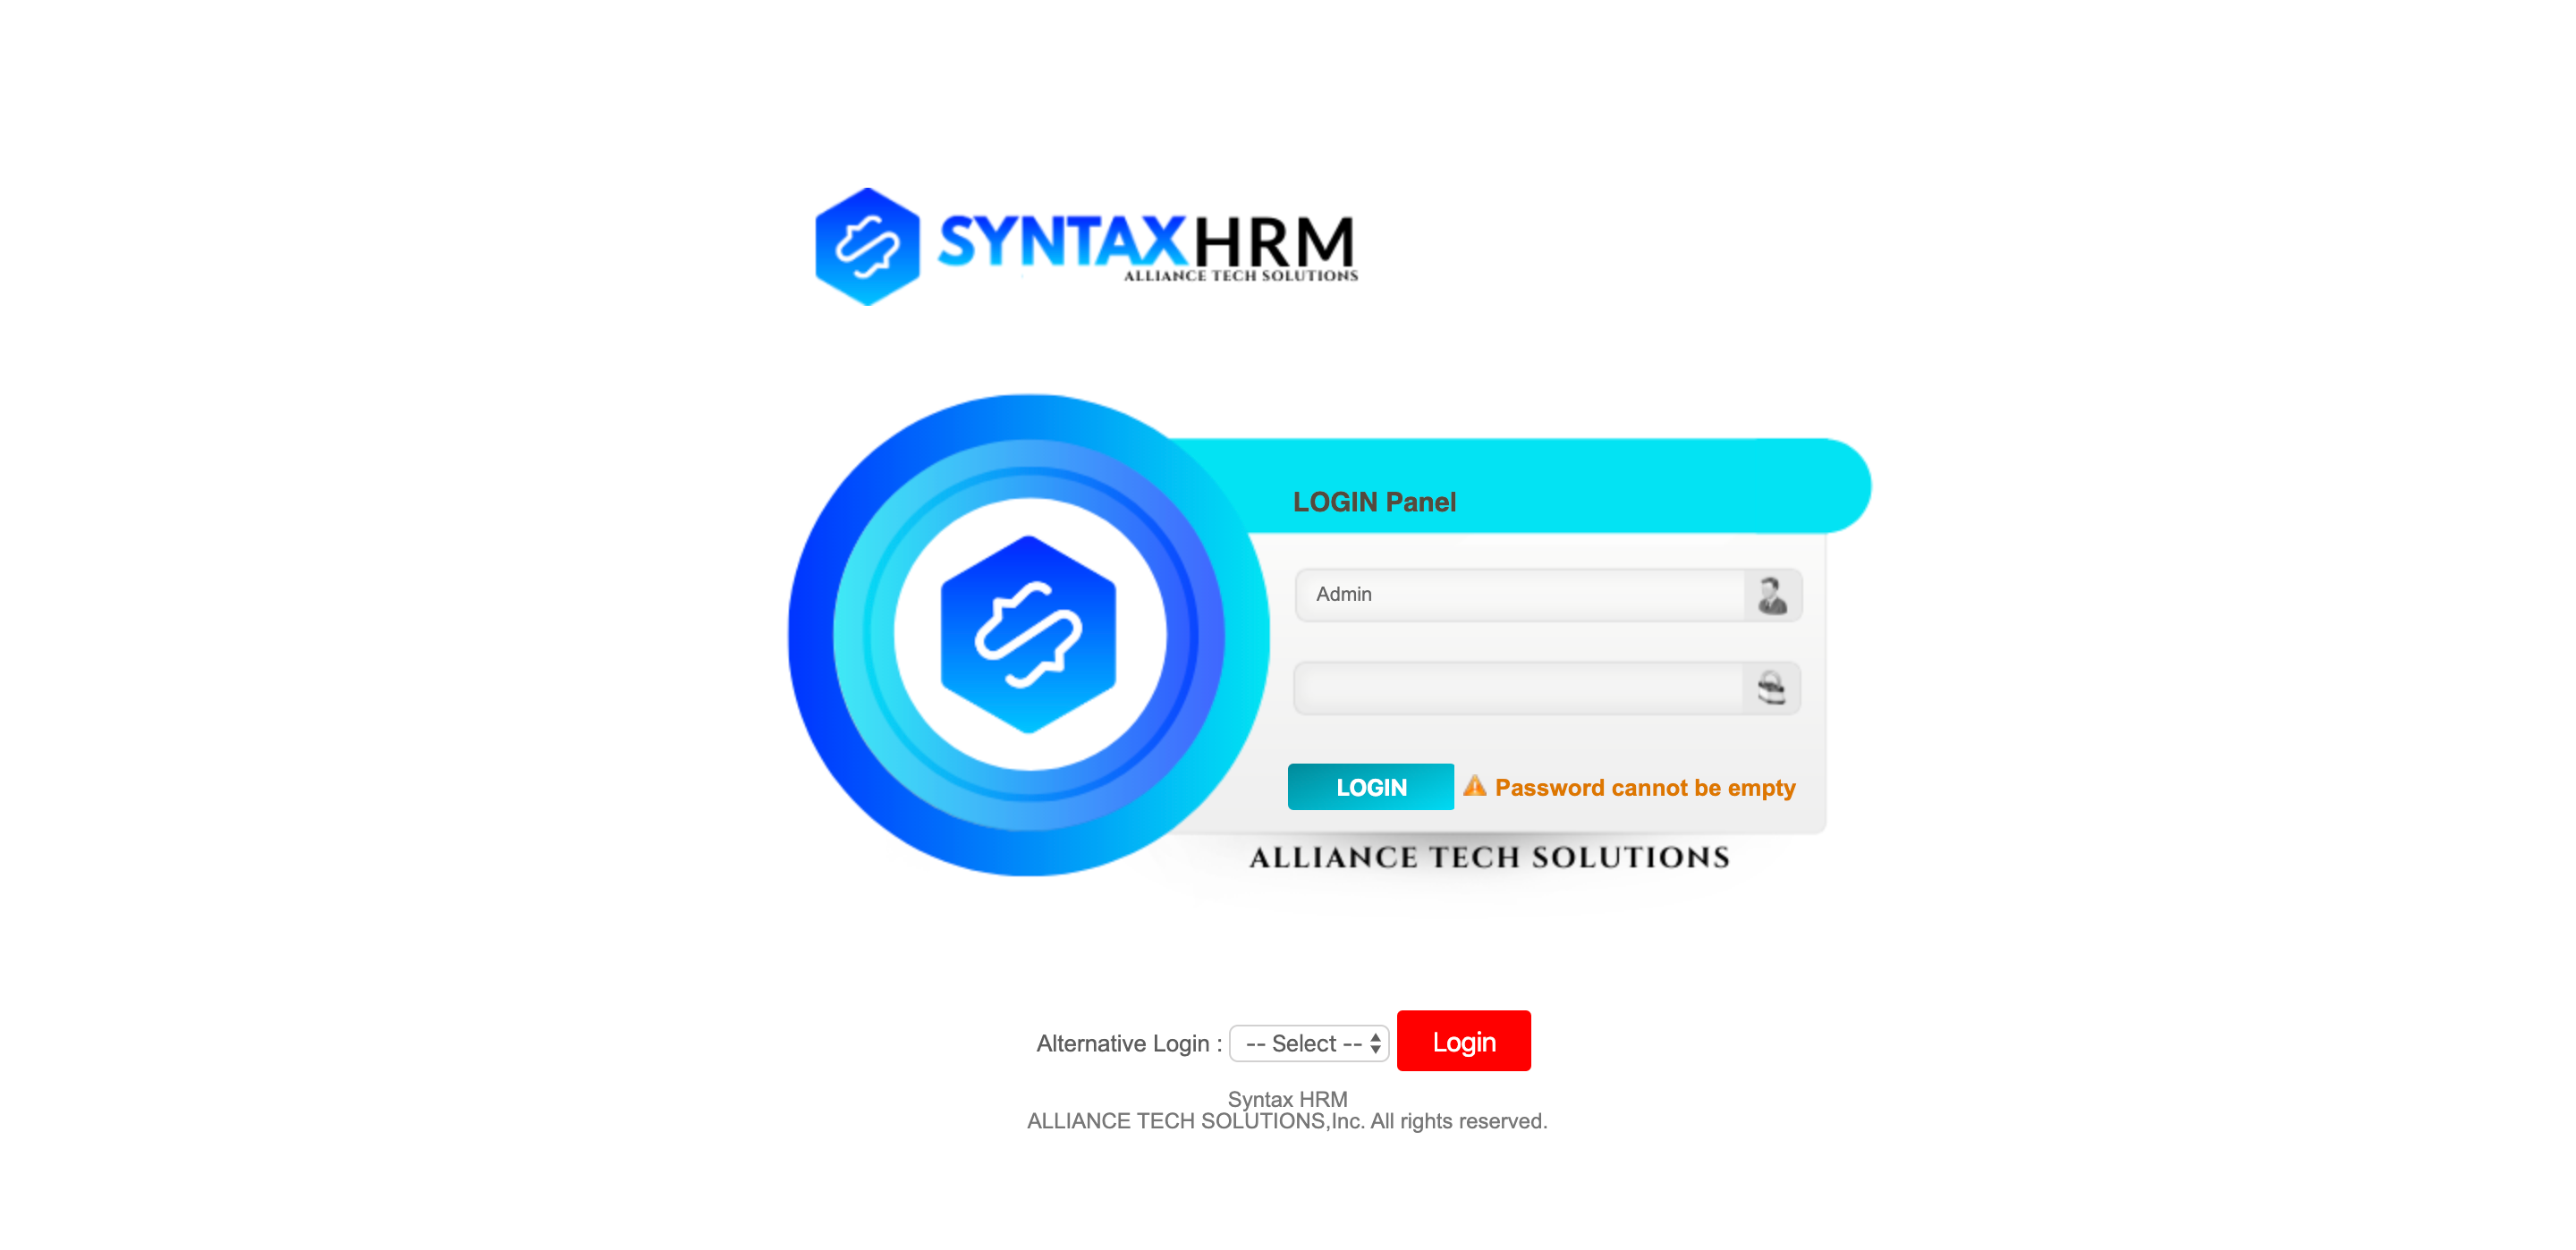 SYNTAXHRM
ALLIANCE TECH SOLUTIONS
LOGIN Panel
Admin
LOGIN Password cannot be empty
ALLIANCE TECH SOLUTIONS
Alternative Login : -- Select -- Login
Syntax HRM
ALLIANCE TECH SOLUTIONS,Inc. All rights reserved.